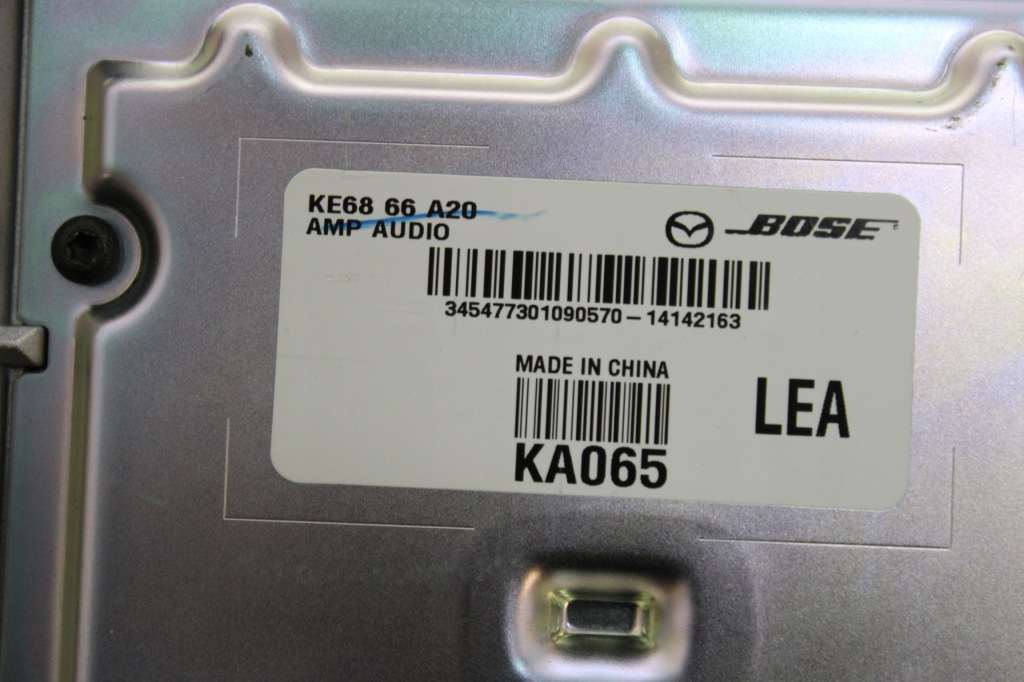 KE68 66 A20
AMP AUDIO
BOSE
345477301090570-14142163
MADE IN CHINA
KA065
LEA